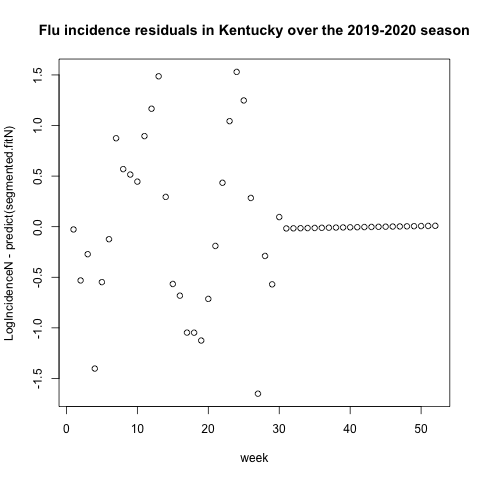 Flu incidence residuals in Kentucky over the 2019-2020 season
LogIncidenceN - predict(segmented.fitN)
1.5
1.0
0.5
0.0
-0.5
-1.0
-1.5
0 10 20 30 40 50
week